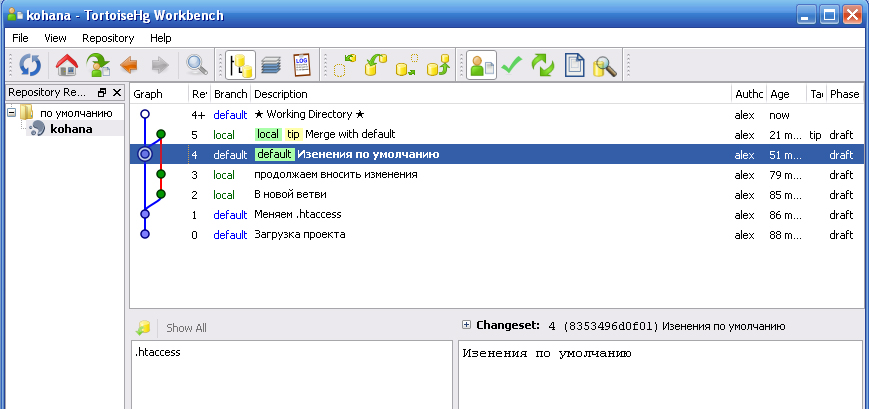 kohana - TortoiseHg Workbench
File View Repository Help
LOG
Repository Re...
Graph Re Branch Description Autho Age Ta Phase
по умолчанию
kohana
4+ default ★ Working Directory ★ alex now
5 local local tip Merge with default alex 21 m... tip draft
4 default default Изенения по умолчанию alex 51 m... draft
3 local продолжаем вносить изменения alex 79 m... draft
2 local В новой ветви alex 85 m... draft
1 default Меняем .htaccess alex 86 m... draft
0 default Загрузка проекта alex 88 m... draft
Show All
Changeset: 4 (8353496d0f01) Изенения по умолчанию
.htaccess
Изенения по умолчанию